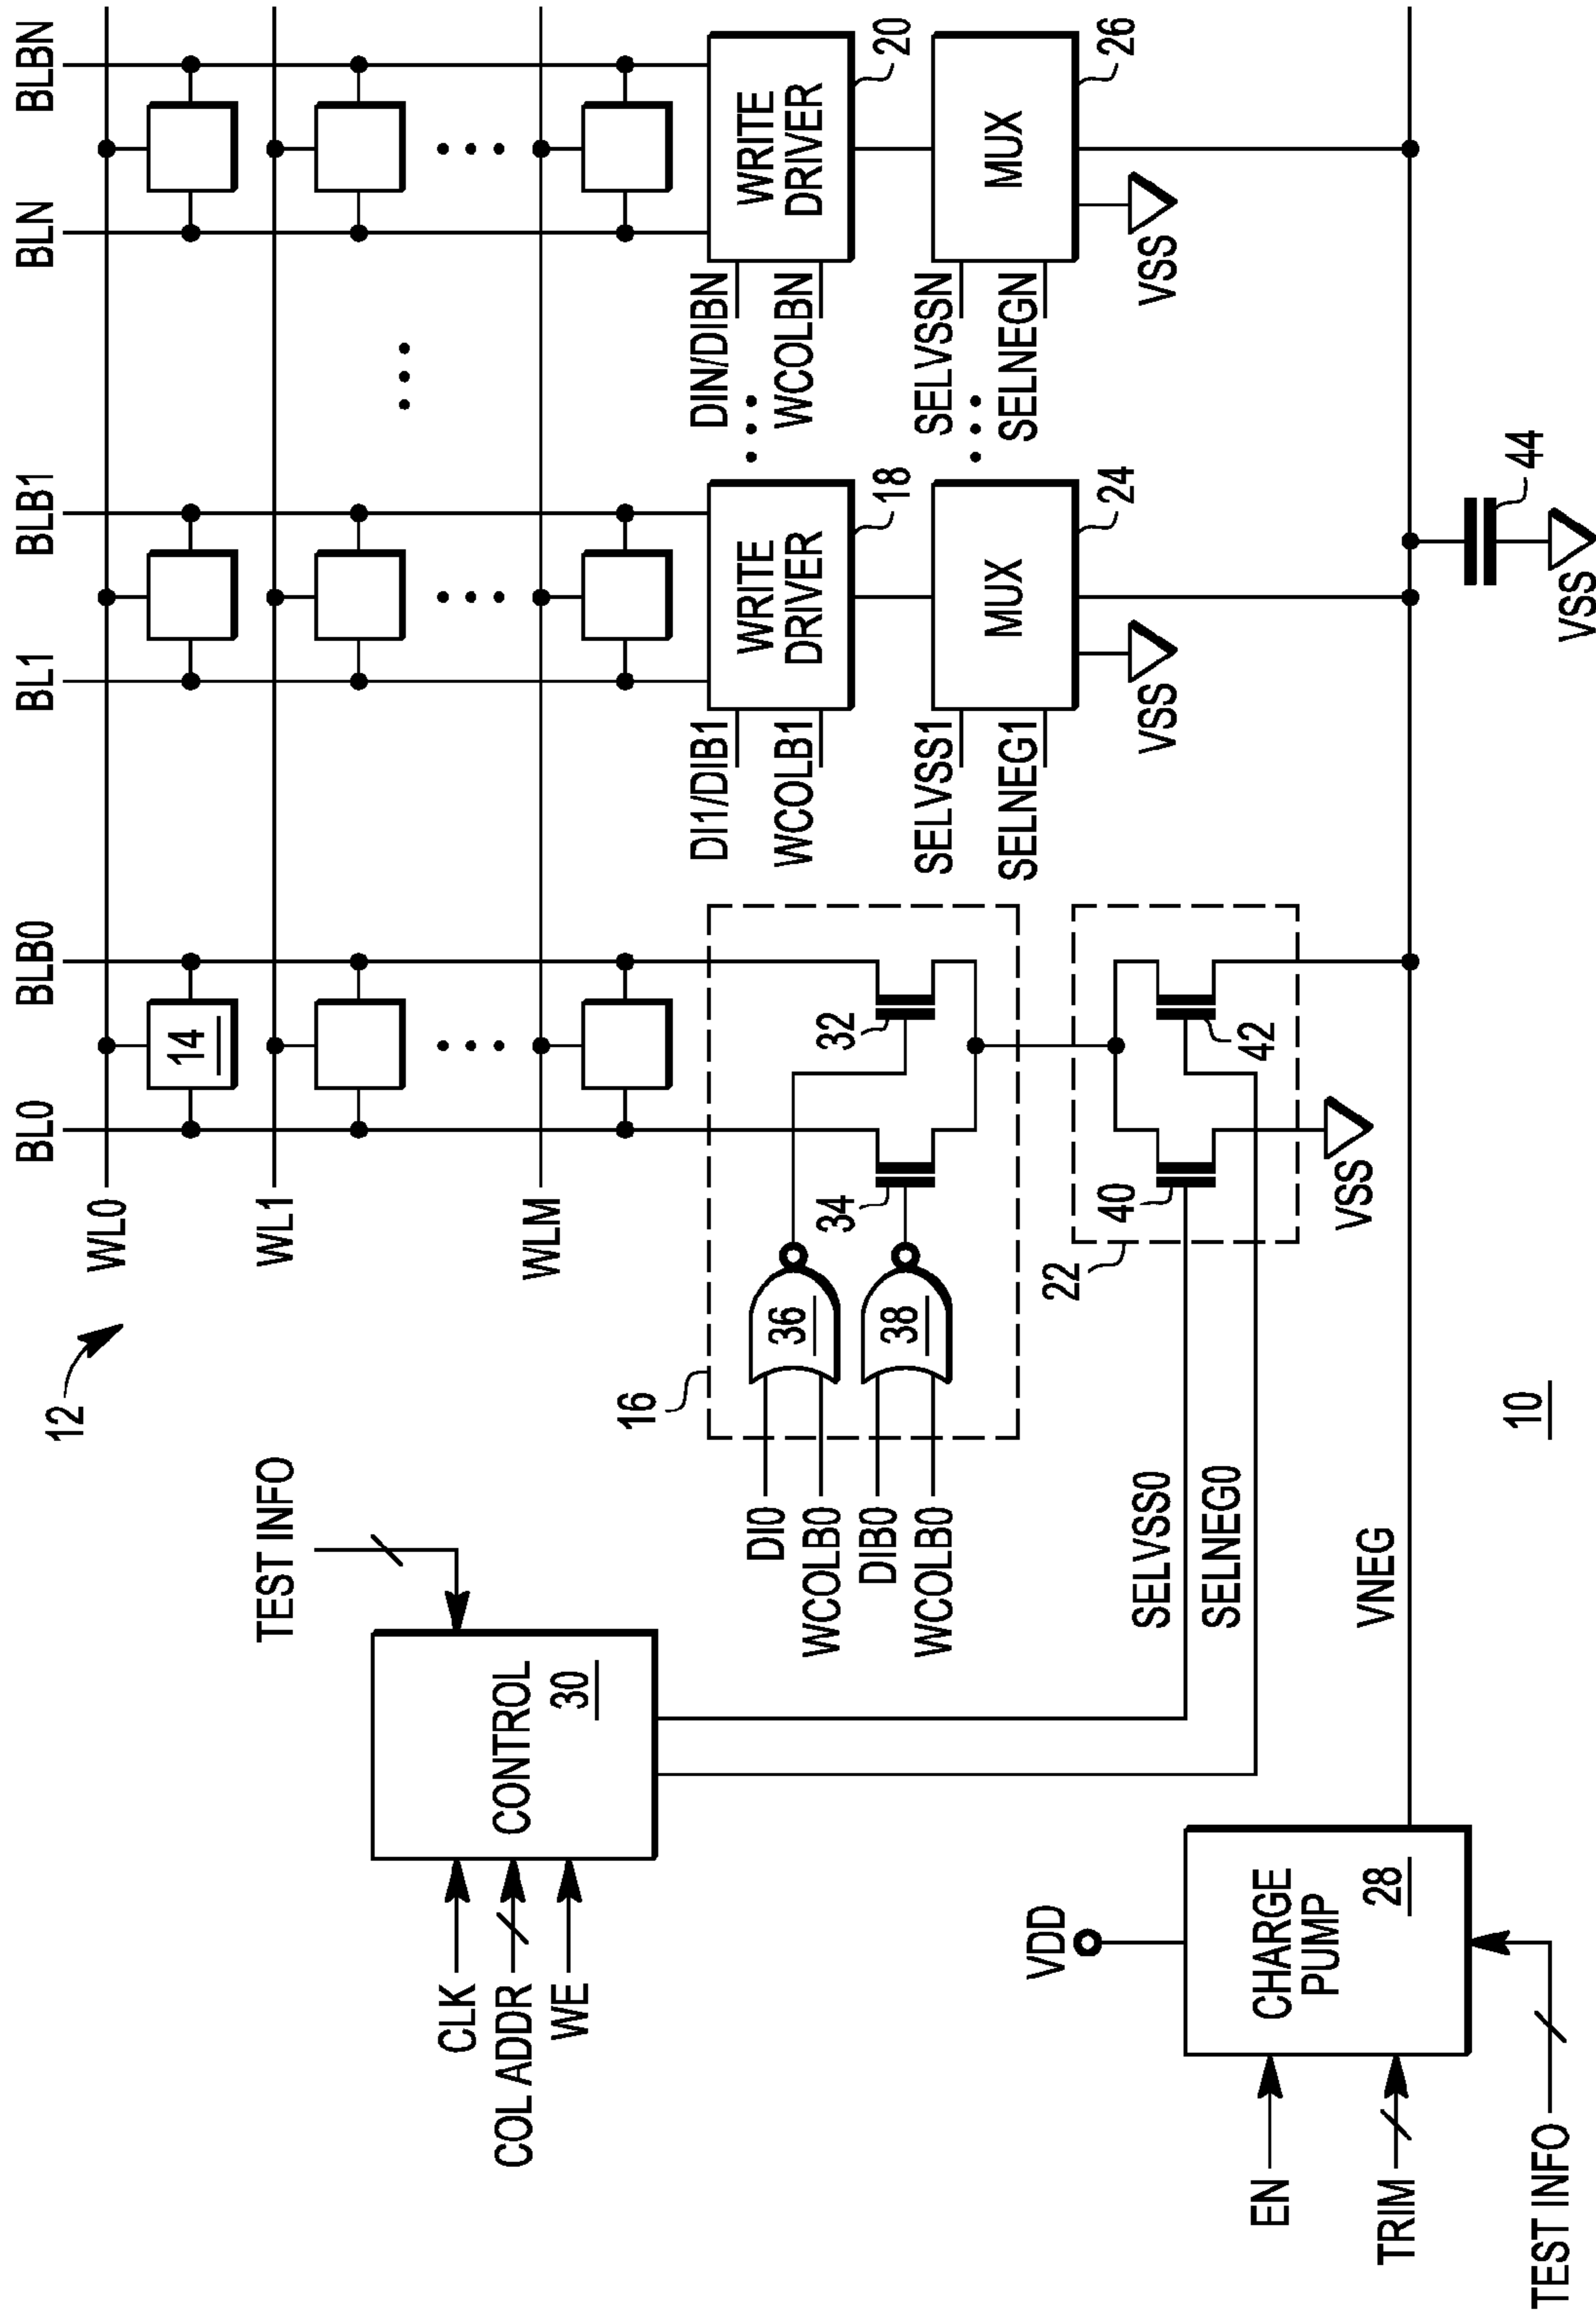 BL0
BLB0
BL1
BLB1
BLN
BLBN
12
WL0
WL1
WLM
14
TEST INFO
CLK
COL ADDR
WE
CONTROL
30
16
DI0
WCOLB0
DIB0
WCOLB0
36
38
34
32
DI1/DIB1
WCOLB1
WRITE
DRIVER
18
DIN/DIBN
WCOLBN
WRITE
DRIVER
20
SELVSS0
SELNEG0
22
40
42
VSS
SELVSS1
SELNEG1
MUX
24
VSS
SELVSSN
SELNEGN
MUX
26
VSS
VDD
EN
TRIM
TEST INFO
CHARGE
PUMP
28
VNEG
44
VSS
10